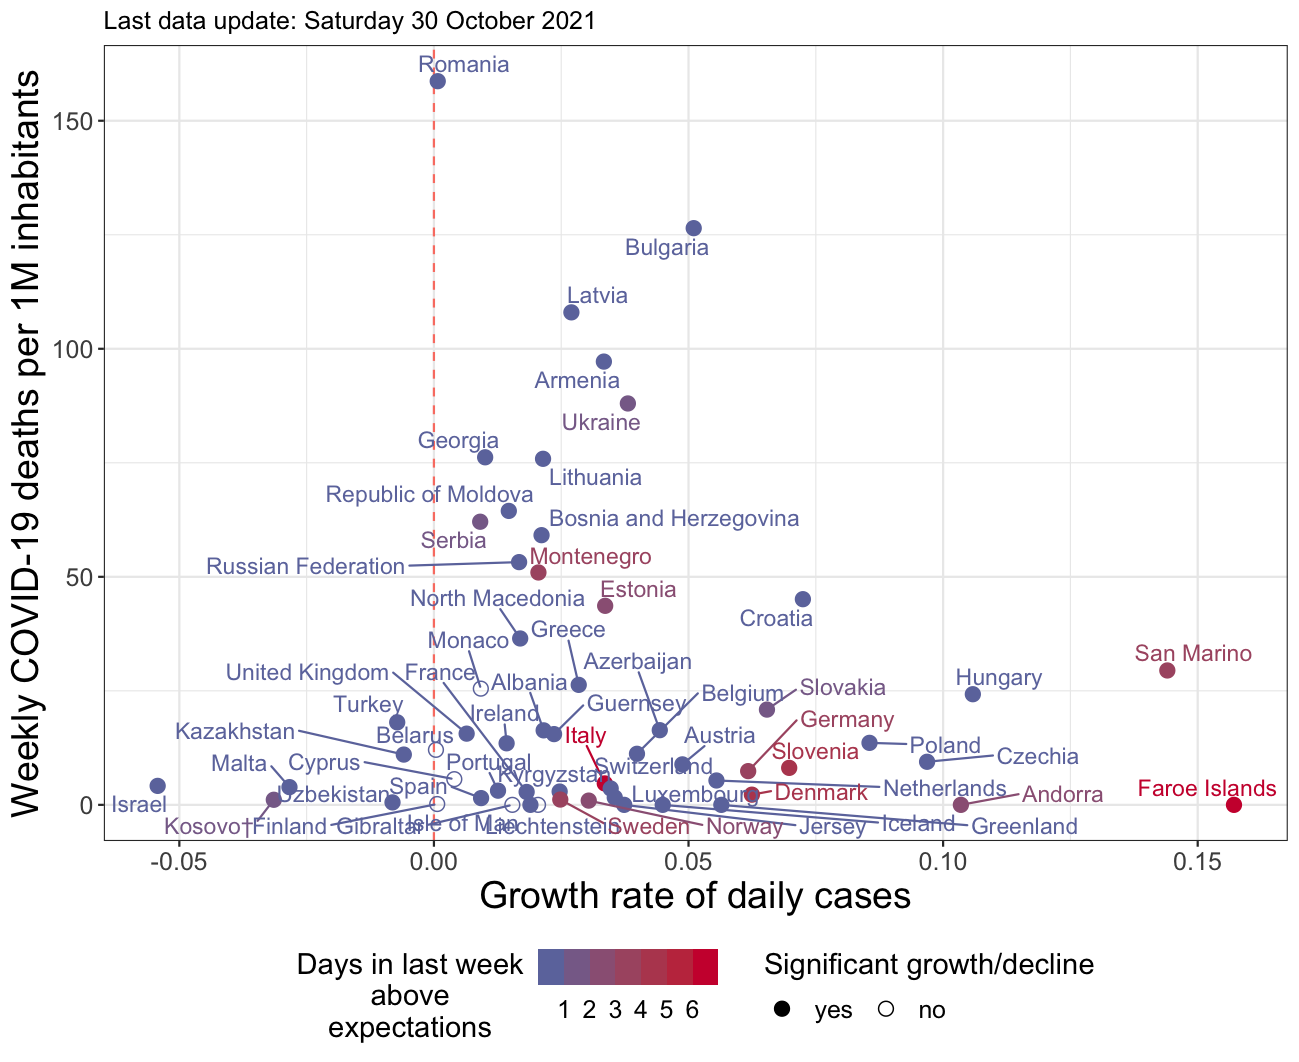 Last data update: Saturday 30 October 2021
Weekly COVID-19 deaths per 1M inhabitants
150
100
50
0
Romania
Bulgaria
Latvia
Armenia
Ukraine
Georgia
Lithuania
Republic of Moldova
Bosnia and Herzegovina
Serbia
Montenegro
Russian Federation
Estonia
North Macedonia
Croatia
Greece
Monaco
San Marino
Azerbaijan
United Kingdom
France
Hungary
Albania
Belgium
Slovakia
Turkey
Guernsey
Ireland
Germany
Kazakhstan
Belarus
Italy
Austria
Poland
Slovenia
Czechia
Malta
Cyprus
Portugal
Switzerland
Kyrgyzstan
Spain
Netherlands
Faroe Islands
Uzbekistan
Luxembourg
Denmark
Andorra
Israel
Kosovo†
Finland
Gibraltar
Isle of Man
Liechtenstein
Sweden
Norway
Jersey
Iceland
Greenland
-0.05
0.00
0.05
0.10
0.15
Growth rate of daily cases
Days in last week
above
expectations
1 2 3 4 5 6
Significant growth/decline
yes
no